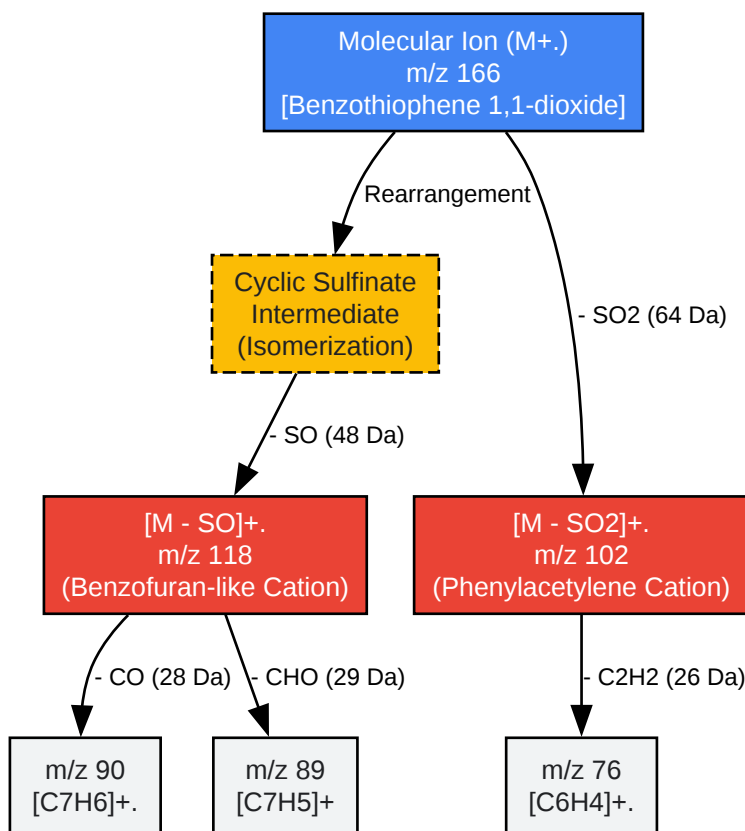 Molecular Ion (M+.)
m/z 166
[Benzothiophene 1,1-dioxide]
Rearrangement
Cyclic Sulfinate
Intermediate
(Isomerization)
- SO2 (64 Da)
- SO (48 Da)
[M - SO]+.
m/z 118
(Benzofuran-like Cation)
[M - SO2]+.
m/z 102
(Phenylacetylene Cation)
- CO (28 Da)
- CHO (29 Da)
- C2H2 (26 Da)
m/z 90
[C7H6]+.
m/z 89
[C7H5]+
m/z 76
[C6H4]+.